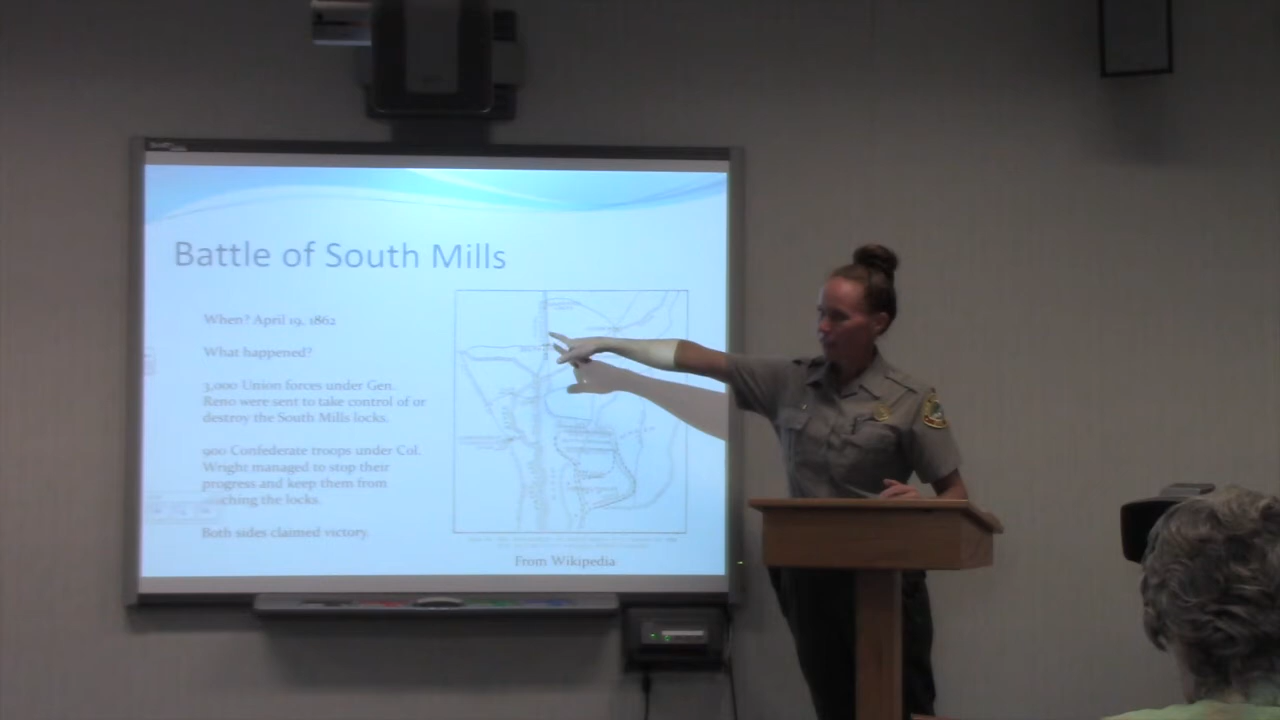 Battle of South Mills
When? April 19, 1862
What happened?
3,000 Union forces under Gen.
Reno were sent to take control of or
destroy the South Mills locks.
900 Confederate troops under Col.
Wright managed to stop their
progress and keep them from
ching the locks.
Both sides claimed victory.
From Wikipedia